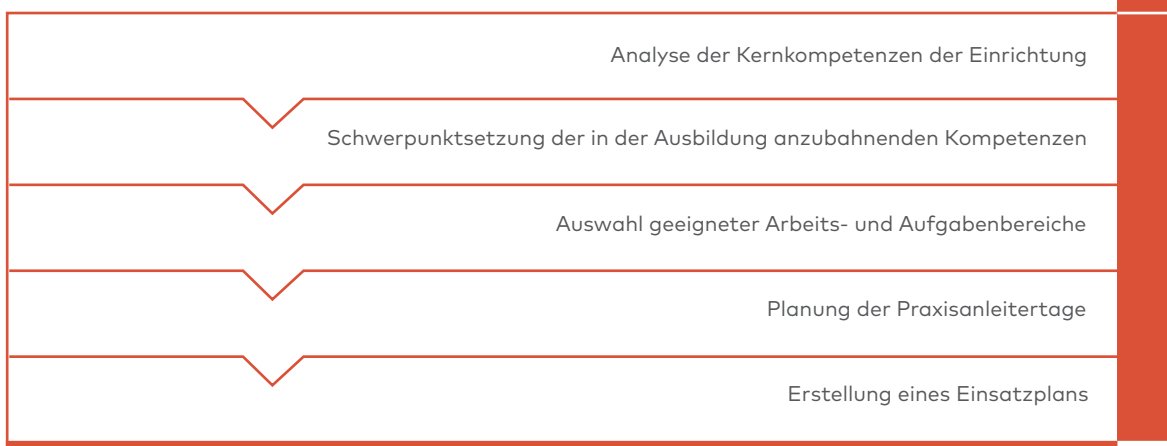 Analyse der Kernkompetenzen der Einrichtung
Schwerpunktsetzung der in der Ausbildung anzubahnenden Kompetenzen
Auswahl geeigneter Arbeits- und Aufgabenbereiche
Planung der Praxisanleitertage
Erstellung eines Einsatzplans